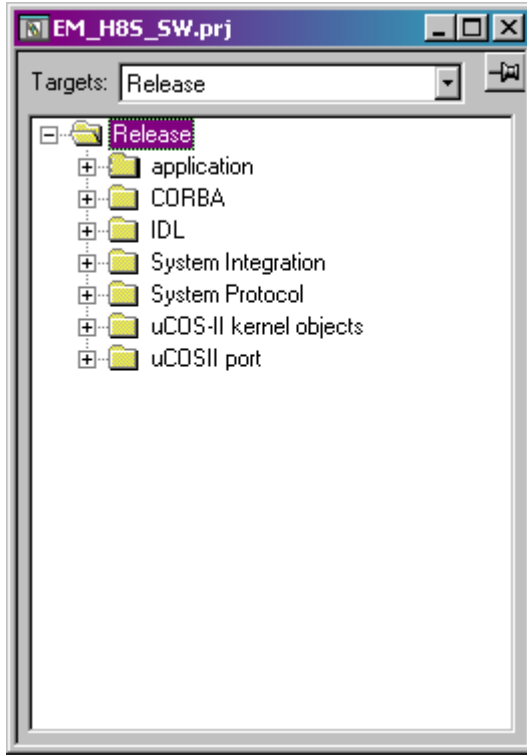 EM_H8S_SW.prj
Targets: Release
Release
application
CORBA
IDL
System Integration
System Protocol
uCOS-II kernel objects
uCOSII port